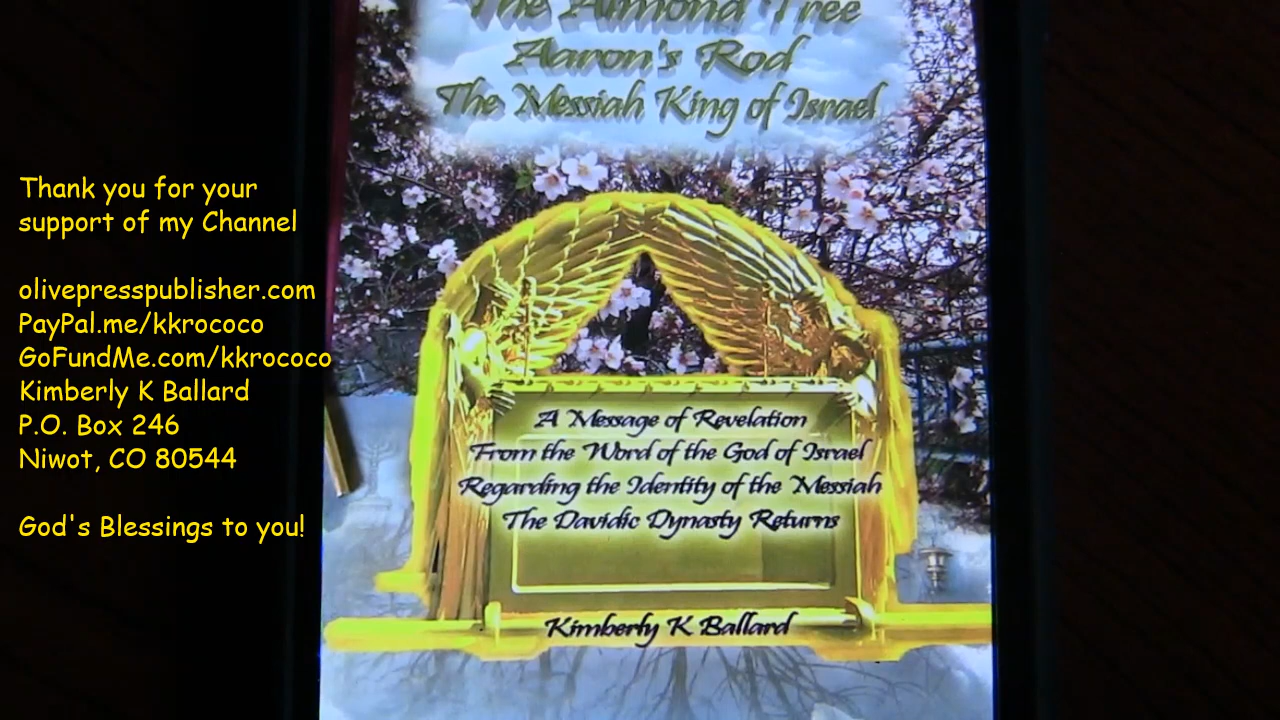 Thank you for your
support of my Channel
olivepresspublisher.com
PayPal.me/kkrococo
GoFundMe.com/kkrococo
Kimberly K Ballard
P.O. Box 246
Niwot, CO 80544
God's Blessings to you!
The Almond Tree
Aaron's Rod
The Messiah King of Israel
A Message of Revelation
From the Word of the God of Israel
Regarding the Identity of the Messiah
The Davidic Dynasty Returns
Kimberly K Ballard